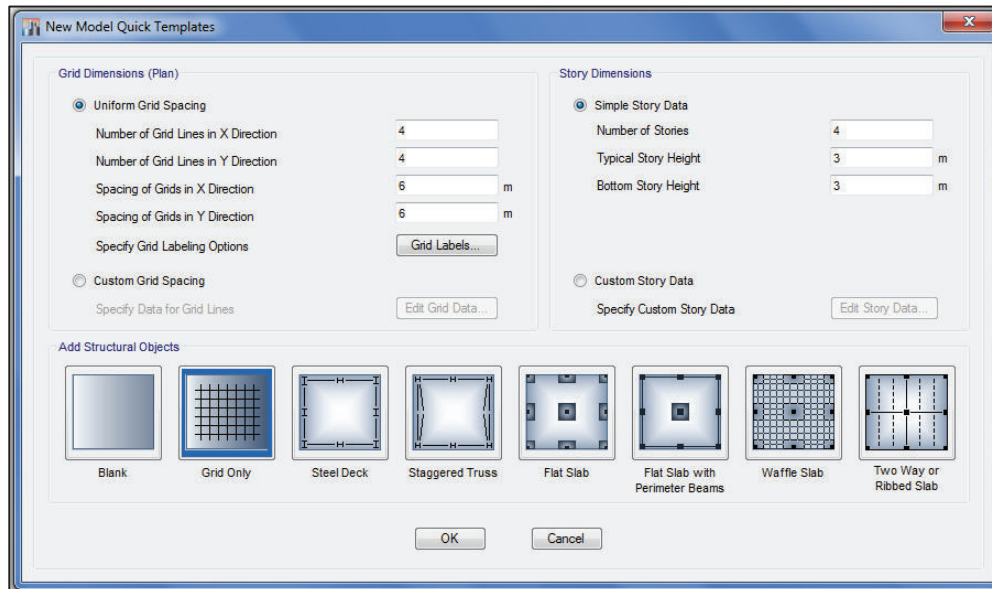 New Model Quick Templates
Grid Dimensions (Plan)
Uniform Grid Spacing
Number of Grid Lines in X Direction 4
Number of Grid Lines in Y Direction 4
Spacing of Grids in X Direction 6 m
Spacing of Grids in Y Direction 6 m
Specify Grid Labeling Options Grid Labels...
Custom Grid Spacing
Specify Data for Grid Lines Edit Grid Data...
Story Dimensions
Simple Story Data
Number of Stories 4
Typical Story Height 3 m
Bottom Story Height 3 m
Custom Story Data
Specify Custom Story Data Edit Story Data...
Add Structural Objects
Blank
Grid Only
Steel Deck
Staggered Truss
Flat Slab
Flat Slab with
Perimeter Beams
Waffle Slab
Two Way or
Ribbed Slab
OK
Cancel